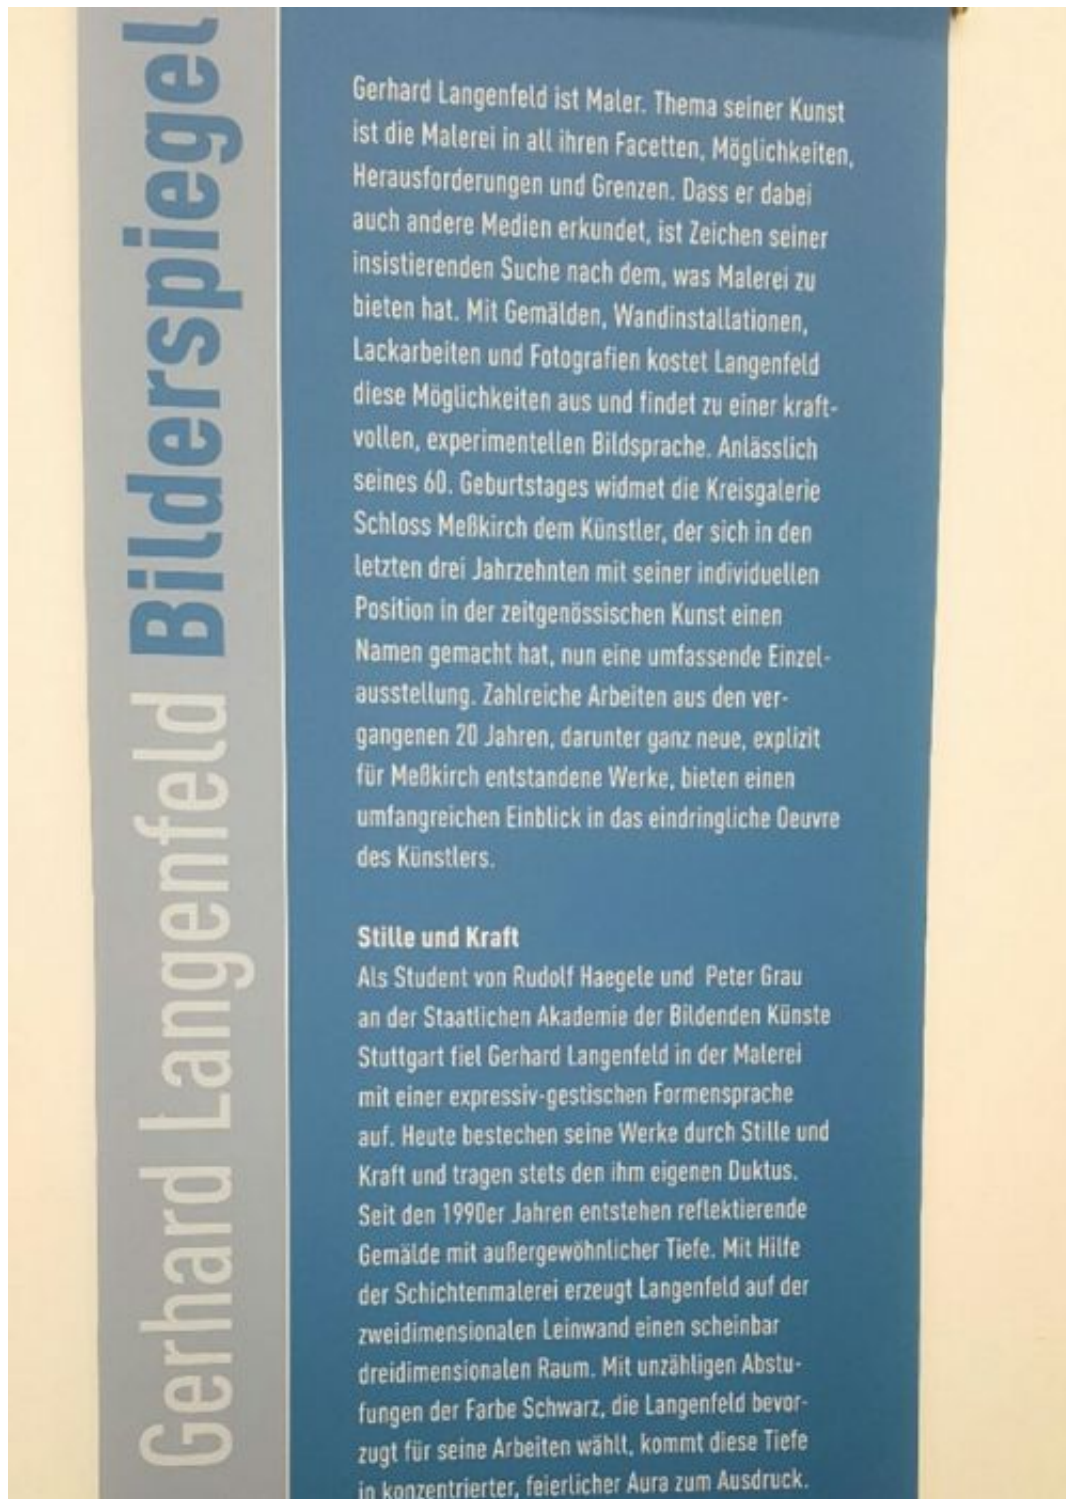 Gerhard Langenfeld Bilderspiegel
Gerhard Langenfeld ist Maler. Thema seiner Kunst
ist die Malerei in all ihren Facetten, Möglichkeiten,
Herausforderungen und Grenzen. Dass er dabei
auch andere Medien erkundet, ist Zeichen seiner
insistierenden Suche nach dem, was Malerei zu
bieten hat. Mit Gemälden, Wandinstallationen,
Lackarbeiten und Fotografien kostet Langenfeld
diese Möglichkeiten aus und findet zu einer kraft-
vollen, experimentellen Bildsprache. Anlässlich
seines 60. Geburtstages widmet die Kreisgalerie
Schloss Meßkirch dem Künstler, der sich in den
letzten drei Jahrzehnten mit seiner individuellen
Position in der zeitgenössischen Kunst einen
Namen gemacht hat, nun eine umfassende Einzel-
ausstellung. Zahlreiche Arbeiten aus den ver-
gangenen 20 Jahren, darunter ganz neue, explizit
für Meßkirch entstandene Werke, bieten einen
umfangreichen Einblick in das eindringliche Oeuvre
des Künstlers.
Stille und Kraft
Als Student von Rudolf Haegele und Peter Grau
an der Staatlichen Akademie der Bildenden Künste
Stuttgart fiel Gerhard Langenfeld in der Malerei
mit einer expressiv-gestischen Formensprache
auf. Heute bestechen seine Werke durch Stille und
Kraft und tragen stets den ihm eigenen Duktus.
Seit den 1990er Jahren entstehen reflektierende
Gemälde mit außergewöhnlicher Tiefe. Mit Hilfe
der Schichtenmalerei erzeugt Langenfeld auf der
zweidimensionalen Leinwand einen scheinbar
dreidimensionalen Raum. Mit unzähligen Abstu-
fungen der Farbe Schwarz, die Langenfeld bevor-
zugt für seine Arbeiten wählt, kommt diese Tiefe
in konzentrierter, feierlicher Aura zum Ausdruck.